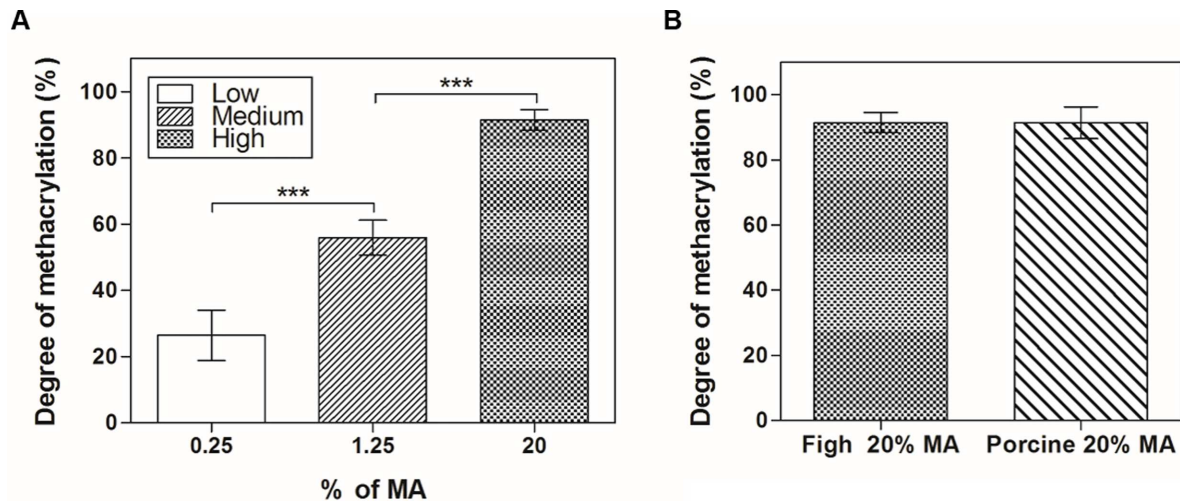 A
Degree of methacrylation (%)
100
80
60
40
20
0
Low
Medium
High
***
***
0.25 1.25 20
% of MA
B
Degree of methacrylation (%)
100
80
60
40
20
0
Figh 20% MA Porcine 20% MA